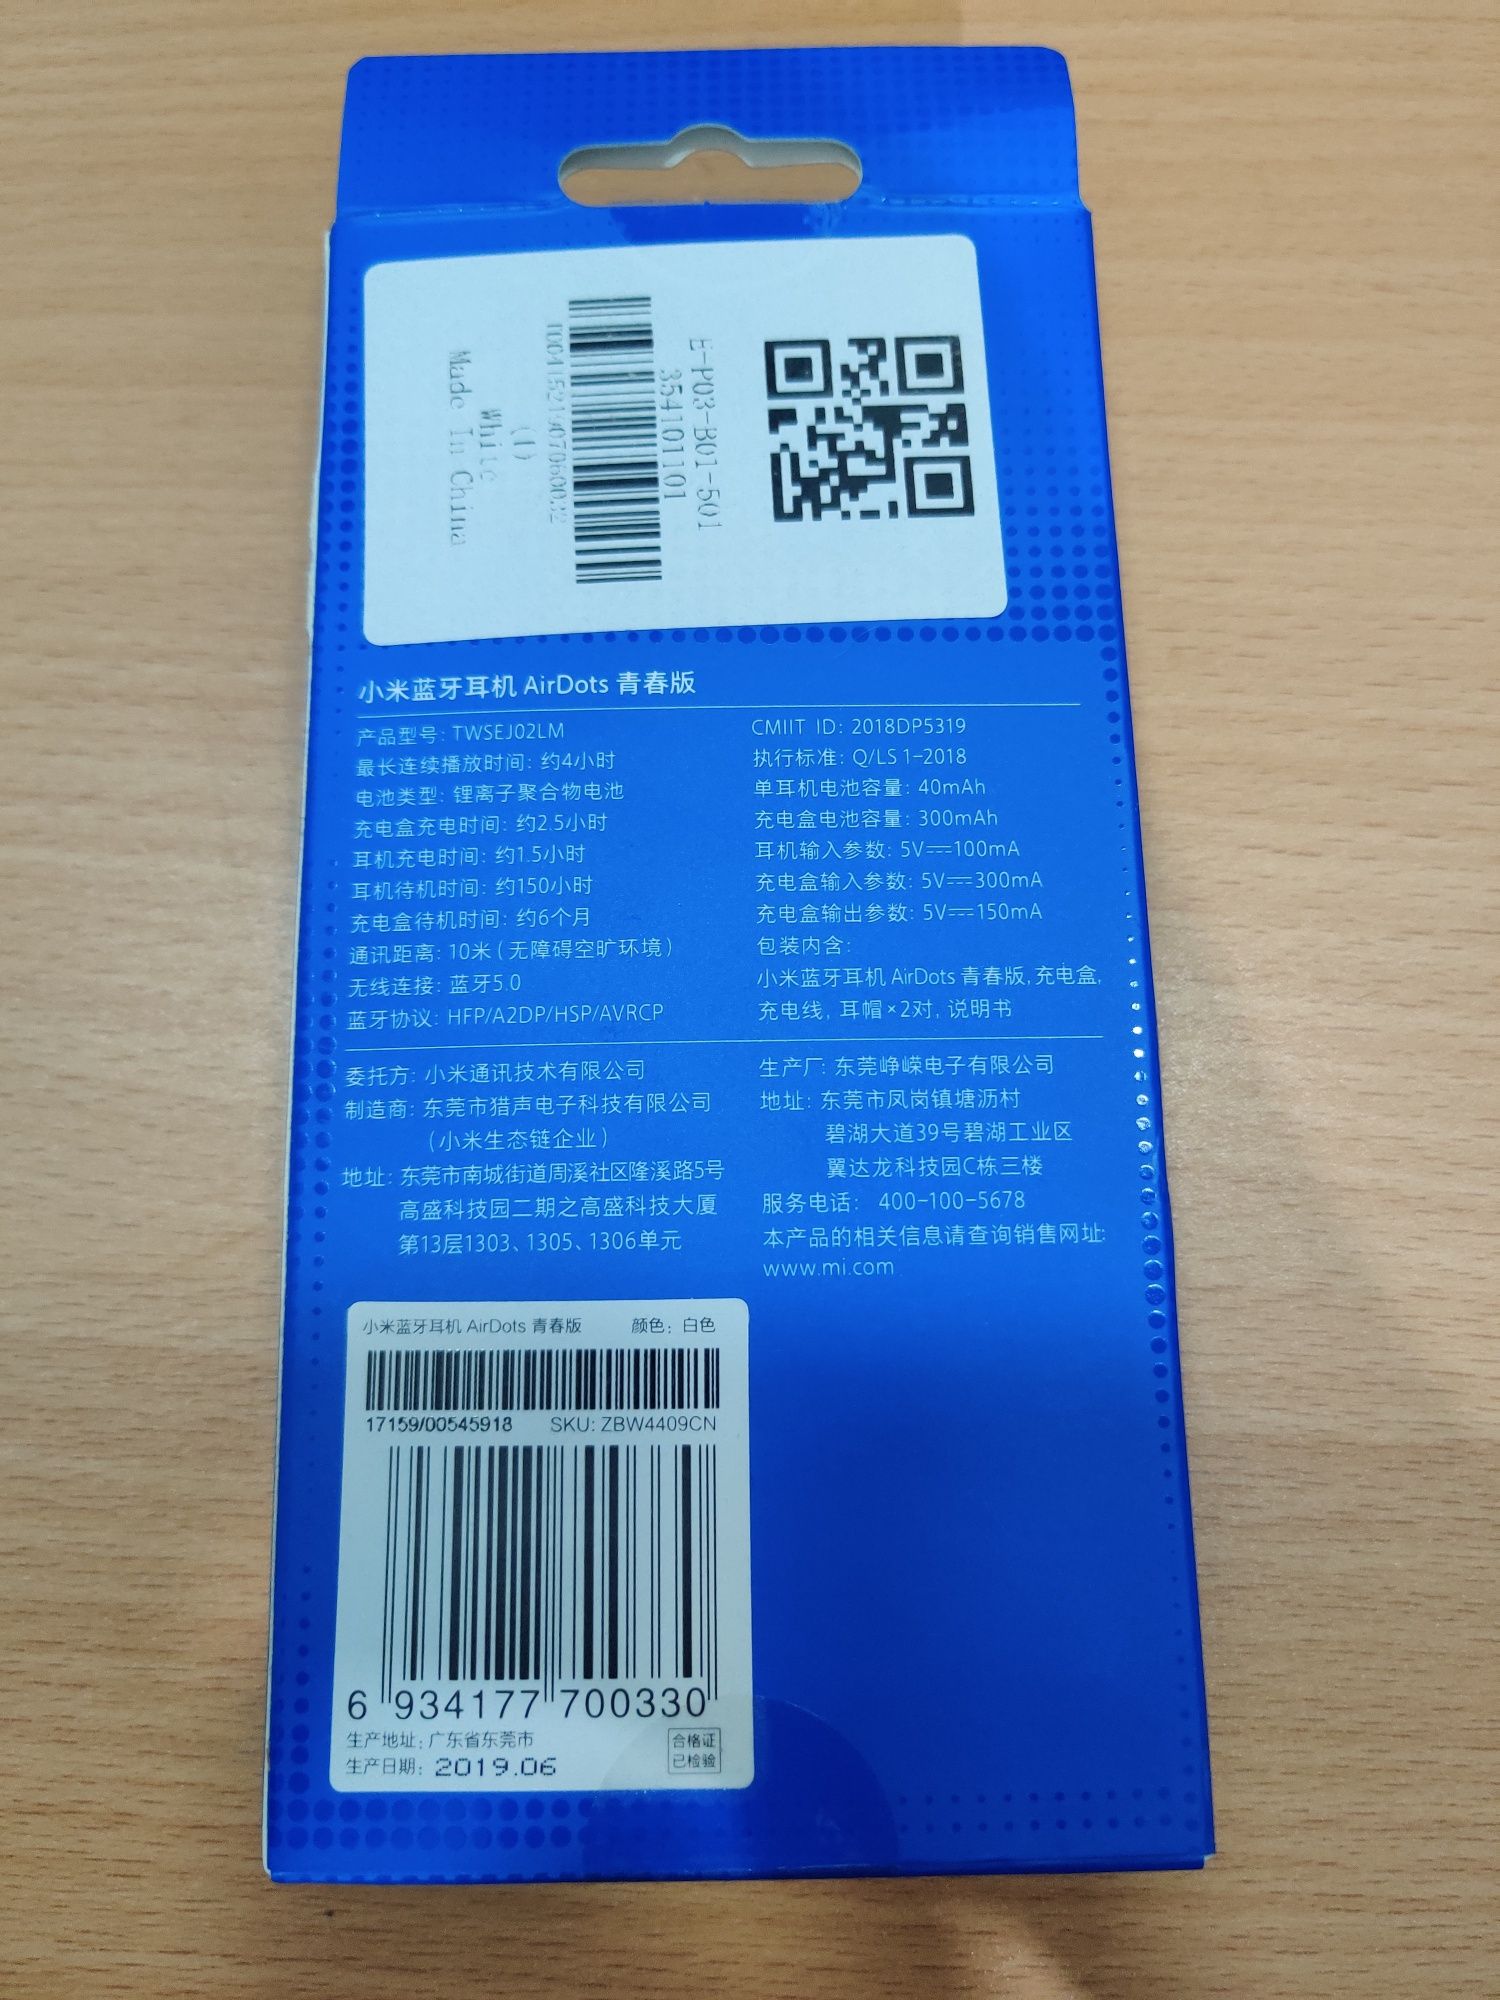 E-P03-B01-501
354101101
(1)
White
Made In China
小米蓝牙耳机 AirDots 青春版
产品型号: TWSEJ02LM
最长连续播放时间: 约4小时
电池类型: 锂离子聚合物电池
充电盒充电时间: 约2.5小时
耳机充电时间: 约1.5小时
耳机待机时间: 约150小时
充电盒待机时间: 约6个月
通讯距离: 10米 (无障碍空旷环境)
无线连接: 蓝牙5.0
蓝牙协议: HFP/A2DP/HSP/AVRCP
CMIIT ID: 2018DP5319
执行标准: Q/LS 1-2018
单耳机电池容量: 40mAh
充电盒电池容量: 300mAh
耳机输入参数: 5V⎓100mA
充电盒输入参数: 5V⎓300mA
充电盒输出参数: 5V⎓150mA
包装内含:
小米蓝牙耳机 AirDots 青春版, 充电盒,
充电线, 耳帽×2对, 说明书
委托方: 小米通讯技术有限公司
制造商: 东莞市猎声电子科技有限公司
(小米生态链企业)
地址: 东莞市南城街道周溪社区隆溪路5号
高盛科技园二期之高盛科技大厦
第13层1303、1305、1306单元
生产厂: 东莞峥嵘电子有限公司
地址: 东莞市凤岗镇塘沥村
碧湖大道39号碧湖工业区
翼达龙科技园C栋三楼
服务电话: 400-100-5678
本产品的相关信息请查询销售网址:
www.mi.com
小米蓝牙耳机 AirDots 青春版 颜色: 白色
17159/00545918 SKU: ZBW4409CN
6 934177 700330
生产地址: 广东省东莞市
生产日期: 2019.06
合格证
已检验